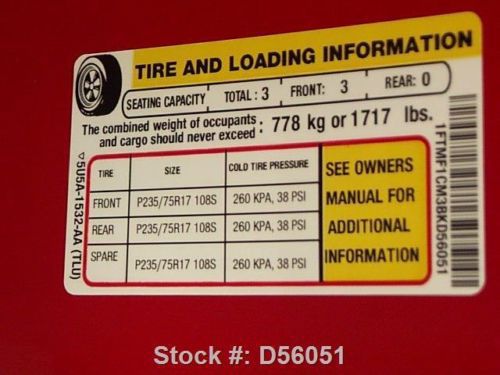 TIRE AND LOADING INFORMATION
SEATING CAPACITY TOTAL : 3 FRONT: 3 REAR: 0
The combined weight of occupants
and cargo should never exceed : 778 kg or 1717 lbs.
TIRE SIZE COLD TIRE PRESSURE
FRONT P235/75R17 108S 260 KPA, 38 PSI
REAR P235/75R17 108S 260 KPA, 38 PSI
SPARE P235/75R17 108S 260 KPA, 38 PSI
SEE OWNERS
MANUAL FOR
ADDITIONAL
INFORMATION
5U5A-1532-AA (TLU)
1FTMF1CM3BKD56051
Stock #: D56051